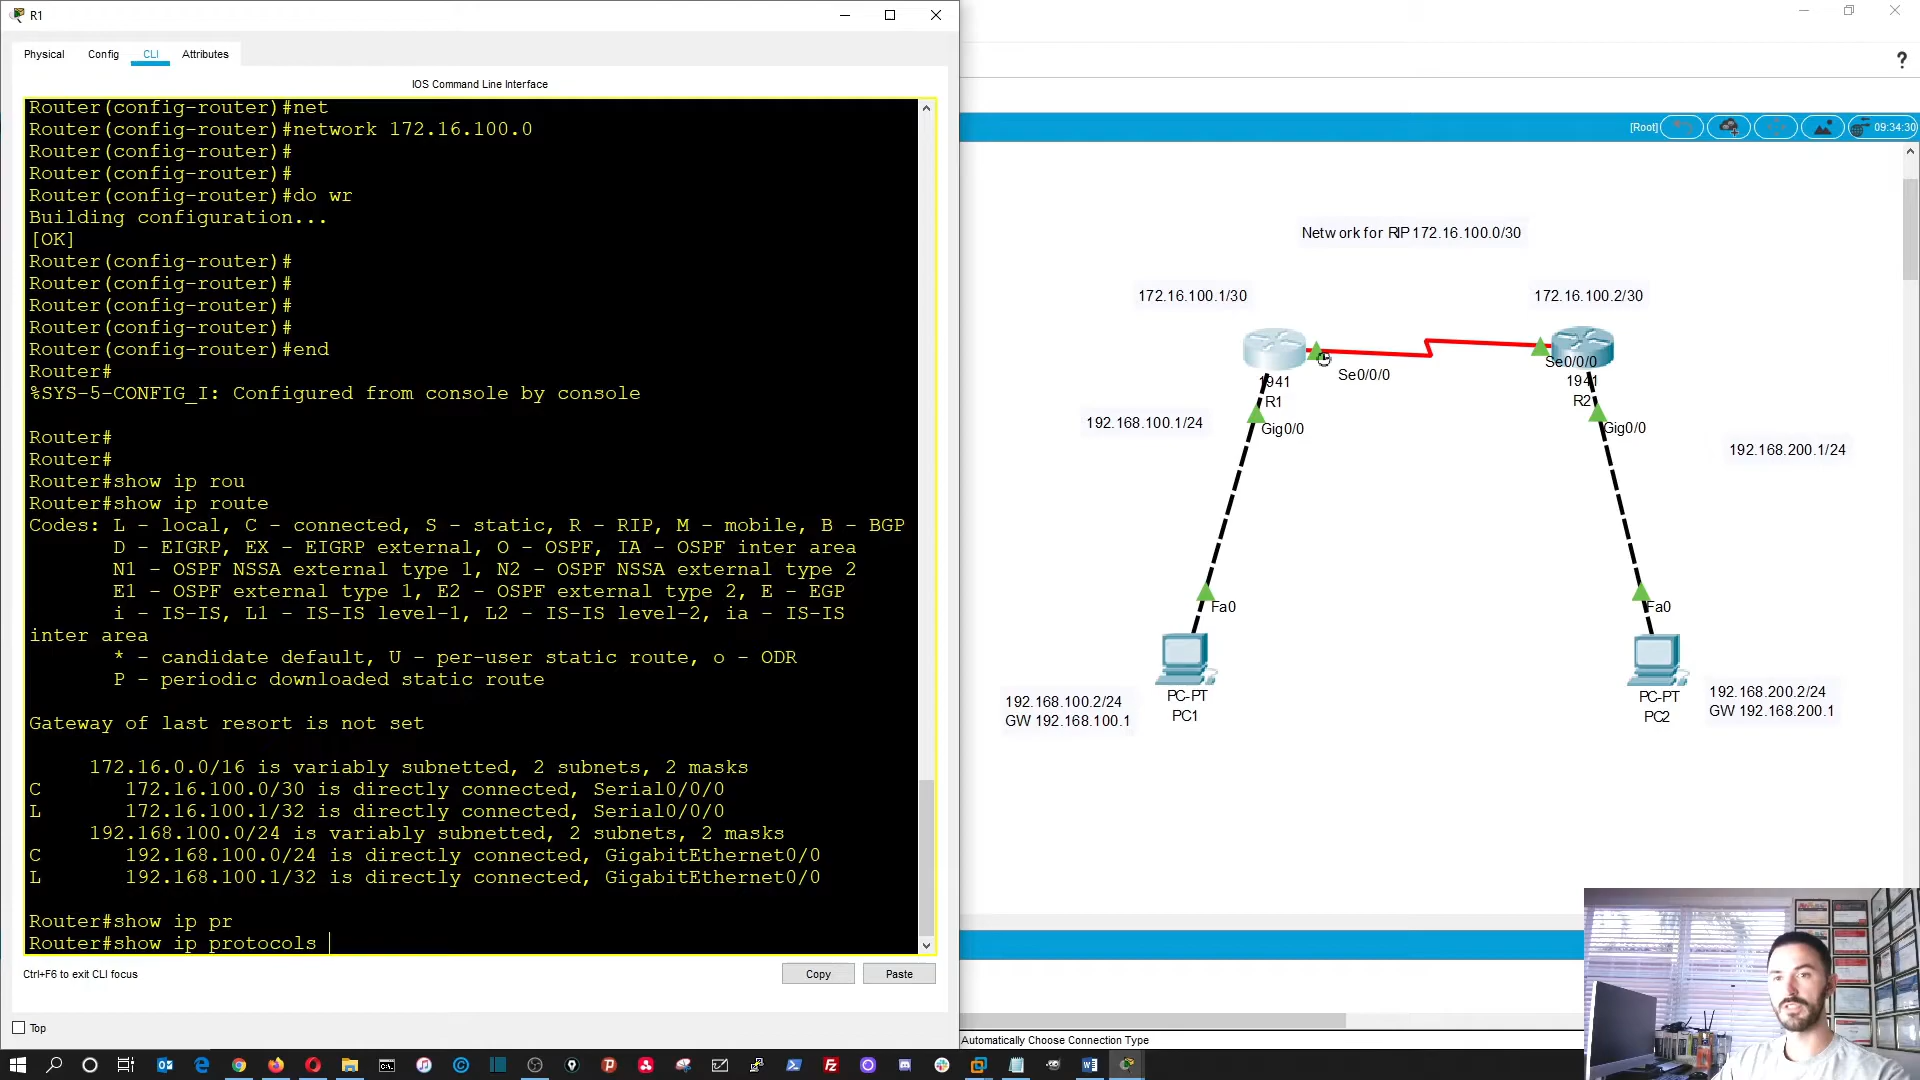 R1
Physical
Config
CLI
Attributes
IOS Command Line Interface
Router(config-router)#net
Router(config-router)#network 172.16.100.0
Router(config-router)#
Router(config-router)#
Router(config-router)#do wr
Building configuration...
[OK]
Router(config-router)#
Router(config-router)#
Router(config-router)#
Router(config-router)#
Router(config-router)#end
Router#
%SYS-5-CONFIG_I: Configured from console by console
Router#
Router#
Router#show ip rou
Router#show ip route
Codes: L - local, C - connected, S - static, R - RIP, M - mobile, B - BGP
D - EIGRP, EX - EIGRP external, O - OSPF, IA - OSPF inter area
N1 - OSPF NSSA external type 1, N2 - OSPF NSSA external type 2
E1 - OSPF external type 1, E2 - OSPF external type 2, E - EGP
i - IS-IS, L1 - IS-IS level-1, L2 - IS-IS level-2, ia - IS-IS
inter area
* - candidate default, U - per-user static route, o - ODR
P - periodic downloaded static route
Gateway of last resort is not set
172.16.0.0/16 is variably subnetted, 2 subnets, 2 masks
C 172.16.100.0/30 is directly connected, Serial0/0/0
L 172.16.100.1/32 is directly connected, Serial0/0/0
192.168.100.0/24 is variably subnetted, 2 subnets, 2 masks
C 192.168.100.0/24 is directly connected, GigabitEthernet0/0
L 192.168.100.1/32 is directly connected, GigabitEthernet0/0
Router#show ip pr
Router#show ip protocols
Ctrl+F6 to exit CLI focus
Copy
Paste
Top
?
[Root]
09:34:30
Network for RIP 172.16.100.0/30
172.16.100.1/30
172.16.100.2/30
Se0/0/0
Se0/0/0
1941
R1
1941
R2
192.168.100.1/24
Gig0/0
Gig0/0
192.168.200.1/24
Fa0
Fa0
192.168.100.2/24
GW 192.168.100.1
PC-PT
PC1
PC-PT
PC2
192.168.200.2/24
GW 192.168.200.1
Automatically Choose Connection Type